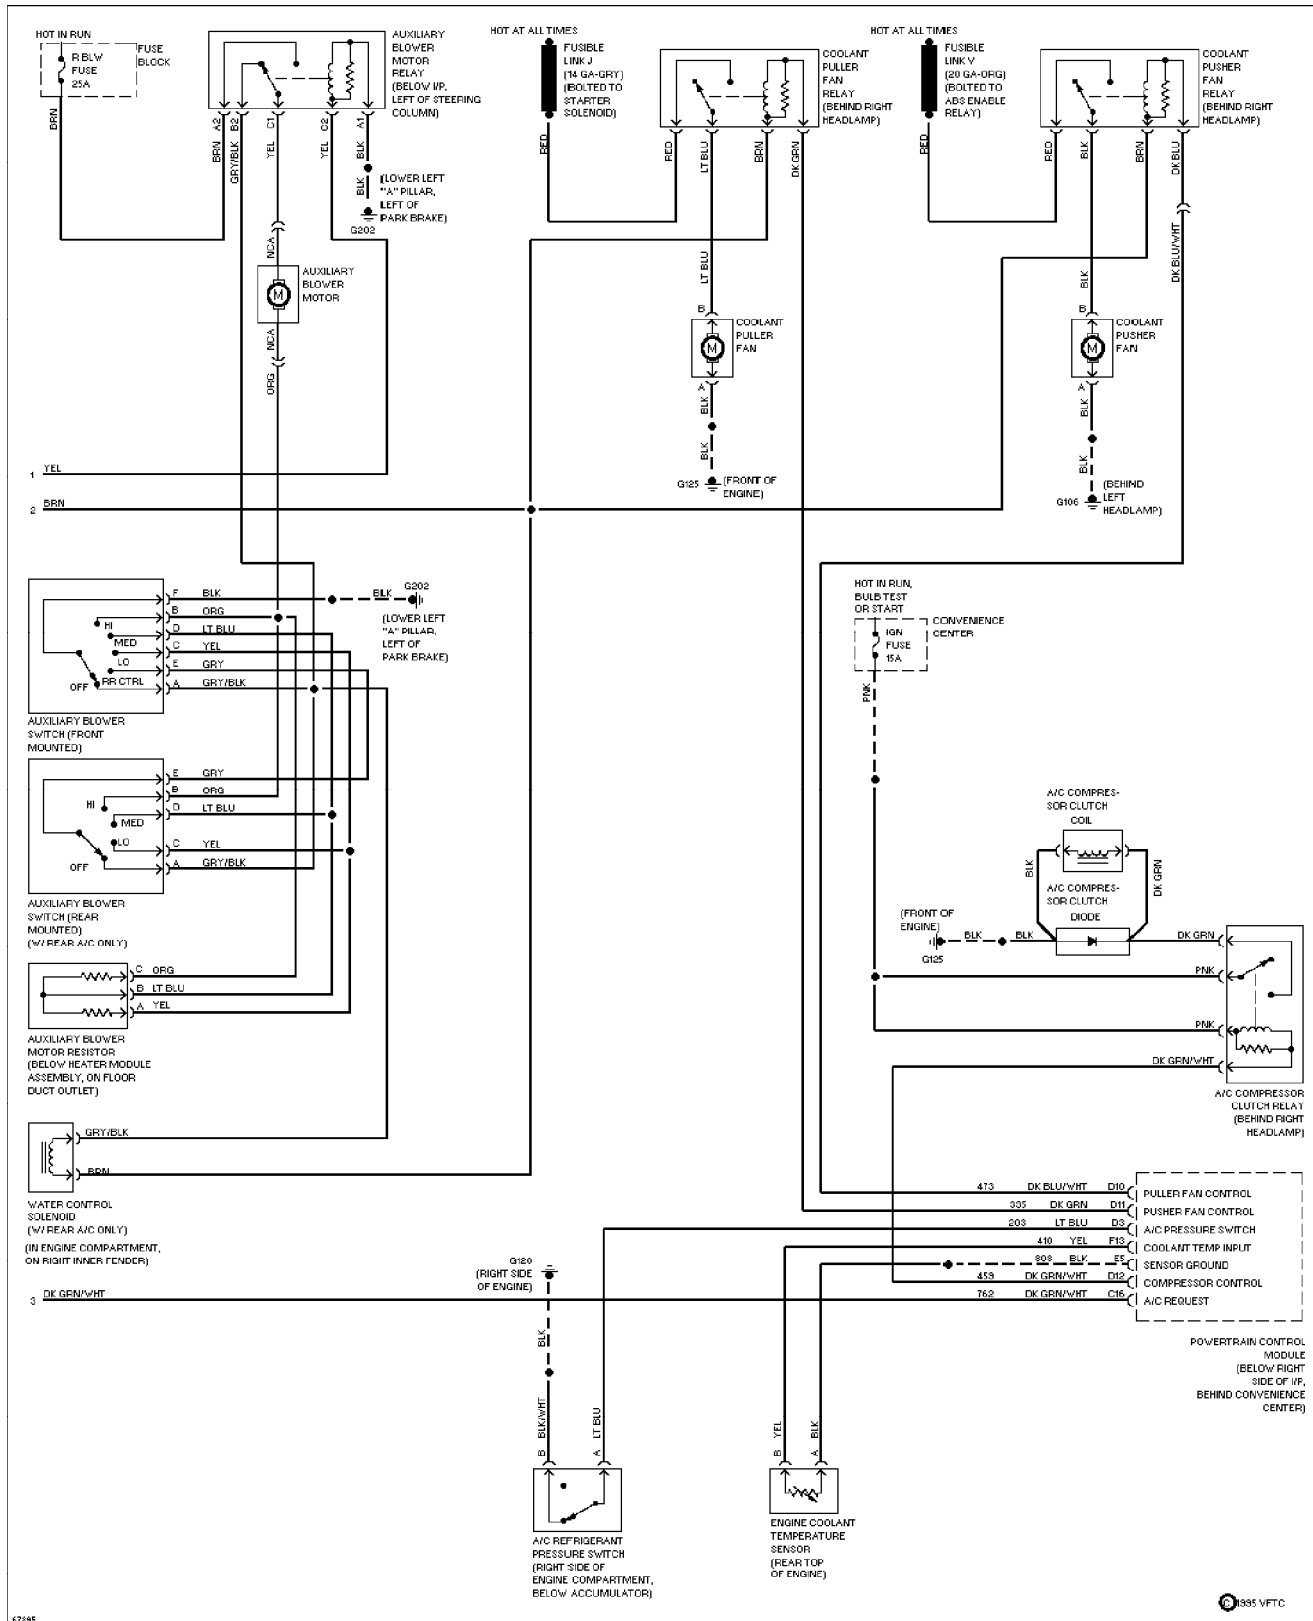 HOT IN RUN
R BLW
FUSE
25A
FUSE
BLOCK
BRN
AUXILIARY
BLOWER
MOTOR
RELAY
(BELOW I/P,
LEFT OF STEERING
COLUMN)
A2
B2
C1
C2
A1
BRN
GRY/BLK
YEL
YEL
BLK
BLK
(LOWER LEFT
"A" PILLAR,
LEFT OF
PARK BRAKE)
G202
NCA
AUXILIARY
BLOWER
MOTOR
M
NCA
ORG
HOT AT ALL TIMES
FUSIBLE
LINK J
(14 GA-GRY)
(BOLTED TO
STARTER
SOLENOID)
RED
COOLANT
PULLER
FAN
RELAY
(BEHIND RIGHT
HEADLAMP)
RED
LT BLU
BRN
DK GRN
LT BLU
B
COOLANT
PULLER
FAN
M
A
BLK
BLK
G125
(FRONT OF
ENGINE)
HOT AT ALL TIMES
FUSIBLE
LINK V
(20 GA-ORG)
(BOLTED TO
ABS ENABLE
RELAY)
RED
COOLANT
PUSHER
FAN
RELAY
(BEHIND RIGHT
HEADLAMP)
RED
BLK
BRN
DK BLU
DK BLU/WHT
BLK
B
COOLANT
PUSHER
FAN
M
A
BLK
BLK
G106
(BEHIND
LEFT
HEADLAMP)
1 YEL
2 BRN
F BLK
B ORG
D LT BLU
C YEL
E GRY
A GRY/BLK
HI
MED
LO
RR CTRL
OFF
BLK
G202
(LOWER LEFT
"A" PILLAR,
LEFT OF
PARK BRAKE)
AUXILIARY BLOWER
SWITCH (FRONT
MOUNTED)
E GRY
B ORG
D LT BLU
C YEL
A GRY/BLK
HI
MED
LO
OFF
AUXILIARY BLOWER
SWITCH (REAR
MOUNTED)
(W/ REAR A/C ONLY)
C ORG
B LT BLU
A YEL
AUXILIARY BLOWER
MOTOR RESISTOR
(BELOW HEATER MODULE
ASSEMBLY, ON FLOOR
DUCT OUTLET)
GRY/BLK
BRN
WATER CONTROL
SOLENOID
(W/ REAR A/C ONLY)
(IN ENGINE COMPARTMENT,
ON RIGHT INNER FENDER)
HOT IN RUN,
BULB TEST
OR START
IGN
FUSE
15A
CONVENIENCE
CENTER
PNK
A/C COMPRES-
SOR CLUTCH
COIL
BLK
DK GRN
A/C COMPRES-
SOR CLUTCH
DIODE
(FRONT OF
ENGINE)
G125
BLK
BLK
DK GRN
PNK
PNK
DK GRN/WHT
A/C COMPRESSOR
CLUTCH RELAY
(BEHIND RIGHT
HEADLAMP)
473 DK BLU/WHT D10 PULLER FAN CONTROL
335 DK GRN D11 PUSHER FAN CONTROL
203 LT BLU D3 A/C PRESSURE SWITCH
410 YEL F13 COOLANT TEMP INPUT
808 BLK E5 SENSOR GROUND
459 DK GRN/WHT D12 COMPRESSOR CONTROL
762 DK GRN/WHT C16 A/C REQUEST
3 DK GRN/WHT
POWERTRAIN CONTROL
MODULE
(BELOW RIGHT
SIDE OF I/P,
BEHIND CONVENIENCE
CENTER)
G120
(RIGHT SIDE
OF ENGINE)
BLK
BLK/WHT
B
LT BLU
A
A/C REFRIGERANT
PRESSURE SWITCH
(RIGHT SIDE OF
ENGINE COMPARTMENT,
BELOW ACCUMULATOR)
YEL
B
BLK
A
ENGINE COOLANT
TEMPERATURE
SENSOR
(REAR TOP
OF ENGINE)
© 1995 VFTC